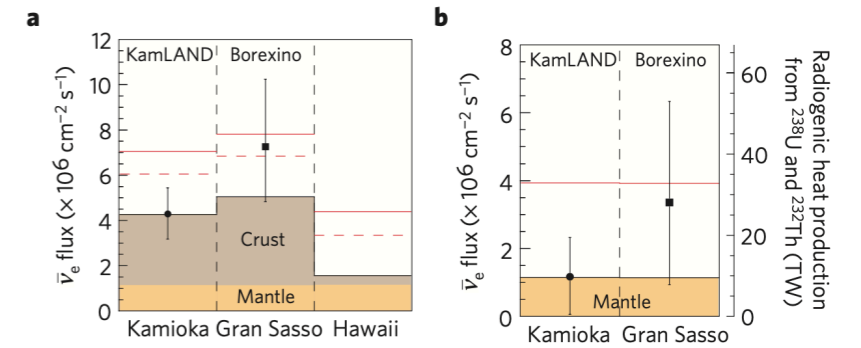 a
12
10
8
6
4
2
0
ν̅e flux (× 10⁶ cm⁻² s⁻¹)
KamLAND Borexino
Crust
Mantle
Kamioka Gran Sasso Hawaii
b
8
6
4
2
0
ν̅e flux (× 10⁶ cm⁻² s⁻¹)
KamLAND Borexino
Mantle
Kamioka Gran Sasso
60
40
20
0
Radiogenic heat production
from ²³⁸U and ²³²Th (TW)